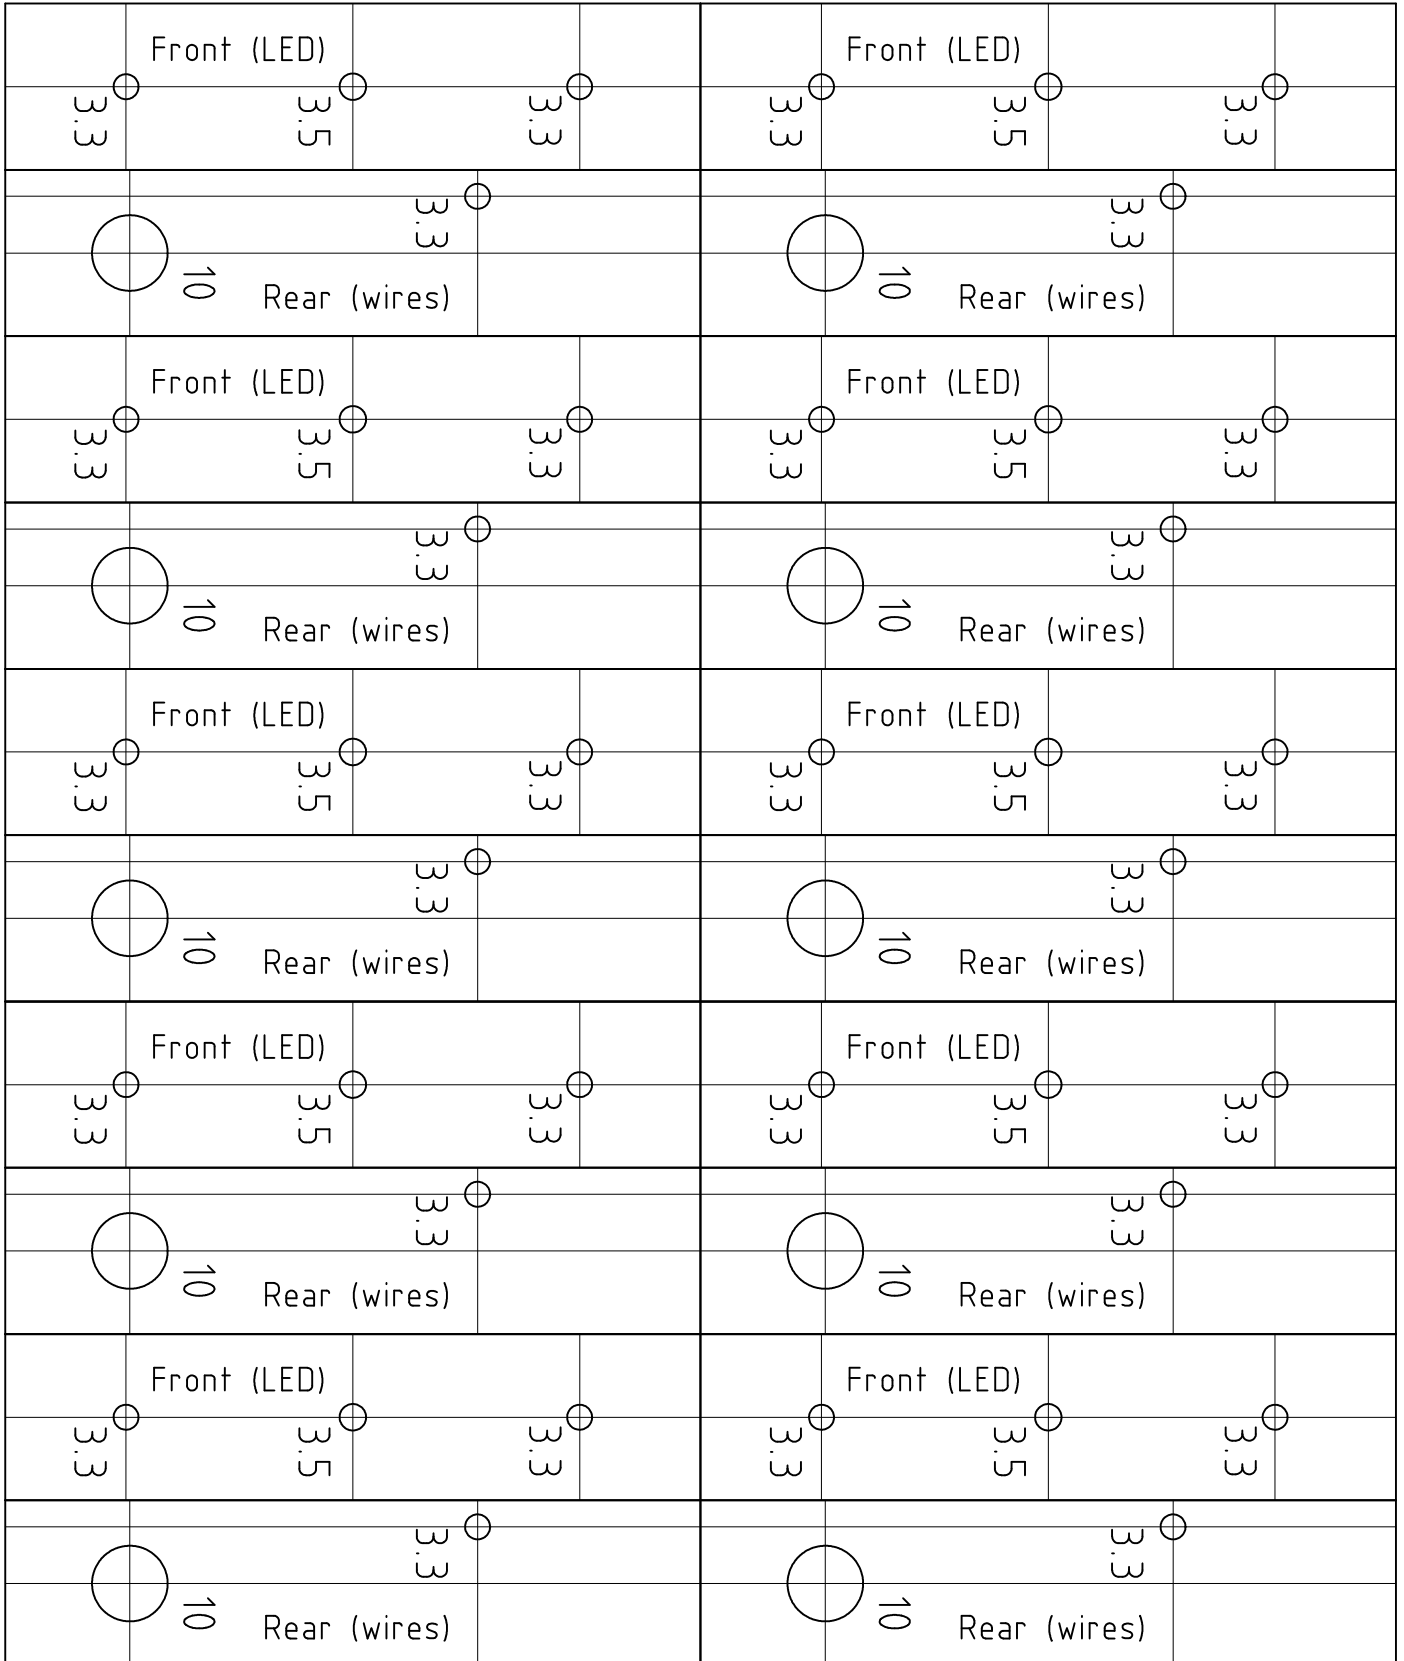 Front (LED) Front (LED)
3.3 3.5 3.3 3.3 3.5 3.3
3.3 3.3
10 Rear (wires) 10 Rear (wires)
Front (LED) Front (LED)
3.3 3.5 3.3 3.3 3.5 3.3
3.3 3.3
10 Rear (wires) 10 Rear (wires)
Front (LED) Front (LED)
3.3 3.5 3.3 3.3 3.5 3.3
3.3 3.3
10 Rear (wires) 10 Rear (wires)
Front (LED) Front (LED)
3.3 3.5 3.3 3.3 3.5 3.3
3.3 3.3
10 Rear (wires) 10 Rear (wires)
Front (LED) Front (LED)
3.3 3.5 3.3 3.3 3.5 3.3
3.3 3.3
10 Rear (wires) 10 Rear (wires)